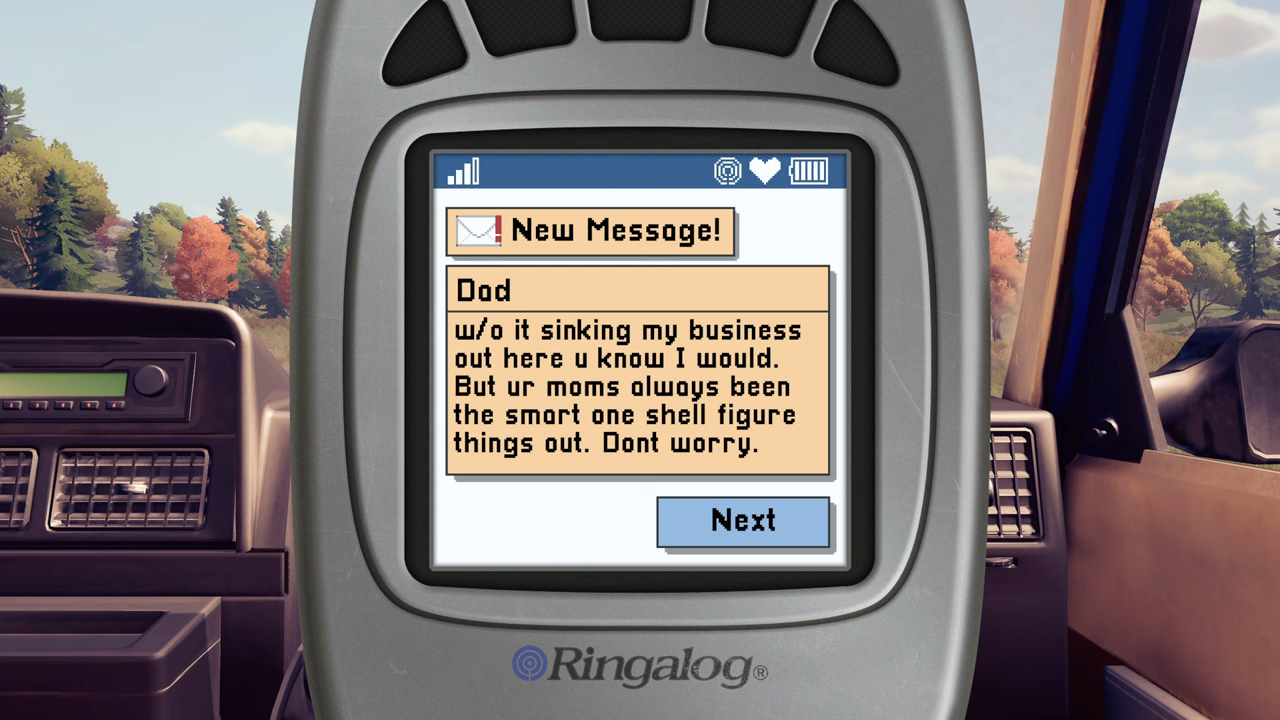 New Message!
Dad
w/o it sinking my business
out here u know I would.
But ur moms always been
the smart one shell figure
things out. Dont worry.
Next
Ringalog®